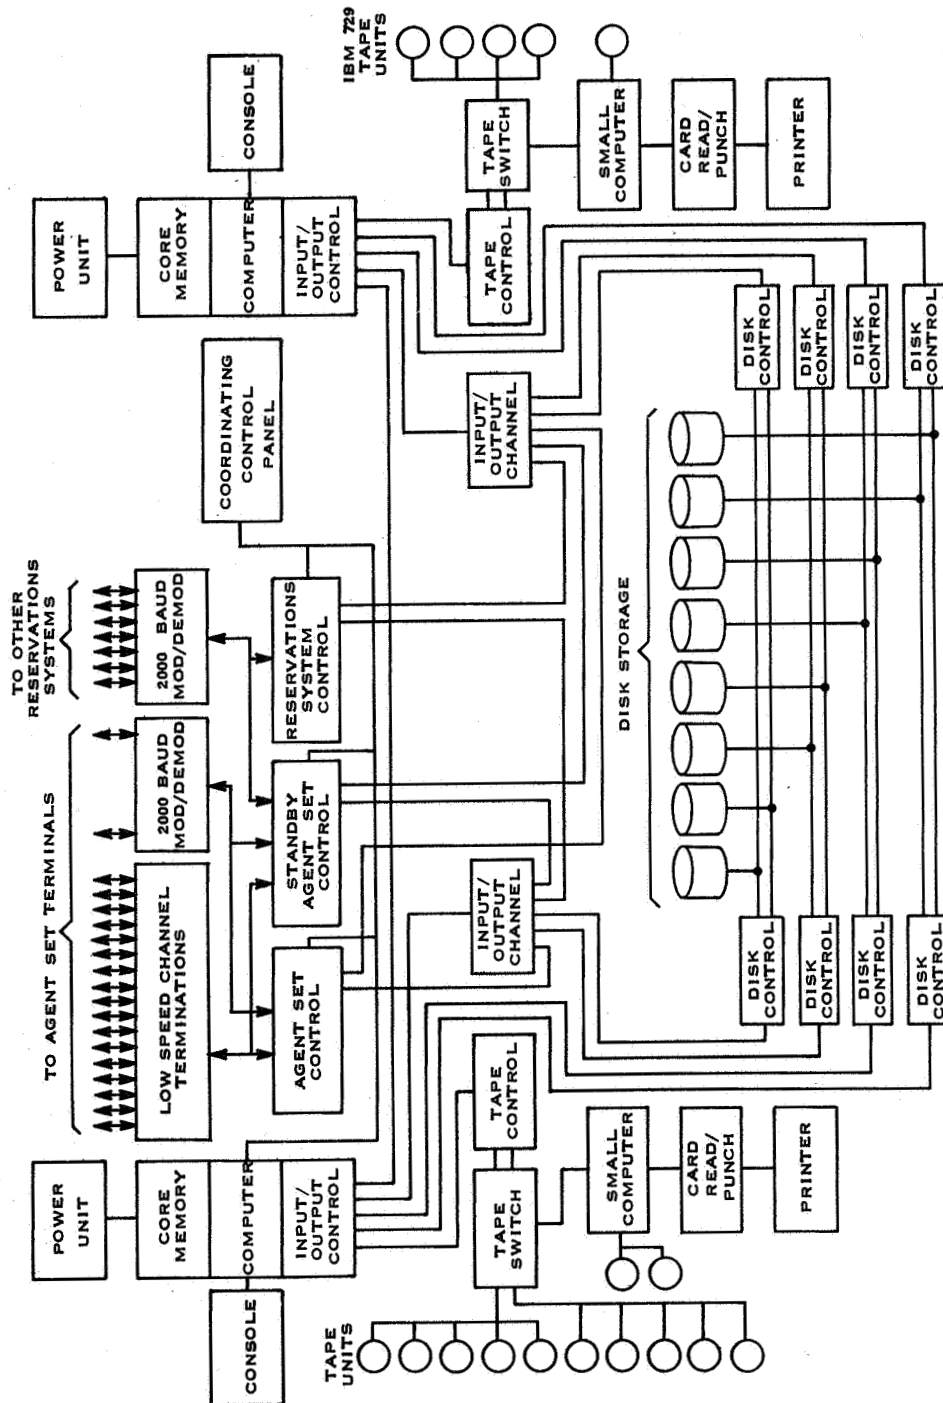 POWER
UNIT
TO AGENT SET TERMINALS
TO OTHER
RESERVATIONS
SYSTEMS
POWER
UNIT
CORE
MEMORY
LOW SPEED CHANNEL
TERMINATIONS
2000 BAUD
MOD/DEMOD
2000 BAUD
MOD/DEMOD
CORE
MEMORY
CONSOLE
COMPUTER
COORDINATING
CONTROL
PANEL
COMPUTER
CONSOLE
INPUT/
OUTPUT
CONTROL
AGENT SET
CONTROL
STANDBY
AGENT SET
CONTROL
RESERVATIONS
SYSTEM
CONTROL
INPUT/
OUTPUT
CONTROL
TAPE
UNITS
IBM 729
TAPE
UNITS
TAPE
SWITCH
TAPE
CONTROL
INPUT/
OUTPUT
CHANNEL
INPUT/
OUTPUT
CHANNEL
TAPE
CONTROL
TAPE
SWITCH
SMALL
COMPUTER
DISK STORAGE
SMALL
COMPUTER
CARD
READ/
PUNCH
CARD
READ/
PUNCH
DISK
CONTROL
DISK
CONTROL
PRINTER
DISK
CONTROL
DISK
CONTROL
PRINTER
DISK
CONTROL
DISK
CONTROL
DISK
CONTROL
DISK
CONTROL